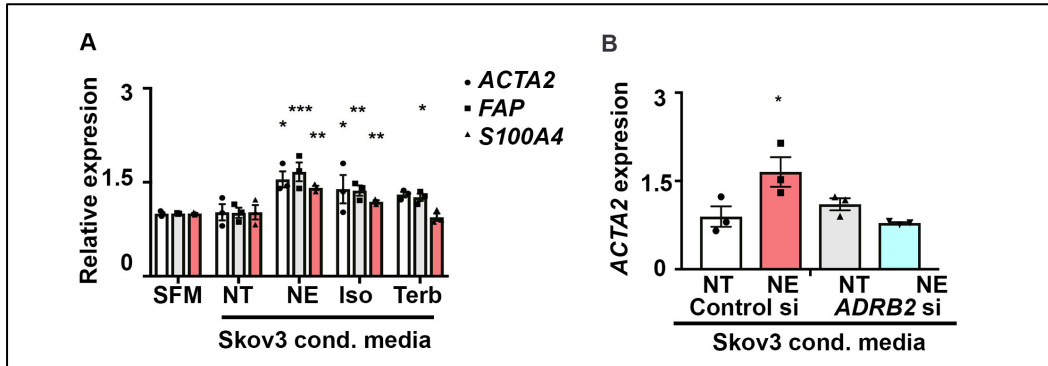 A
Relative expresion
3
1.5
0
* *** **
* ** **
*
SFM NT NE Iso Terb
Skov3 cond. media
ACTA2
FAP
S100A4
B
ACTA2 expresion
3
1.5
0
*
NT NE NT NE
Control si ADRB2 si
Skov3 cond. media